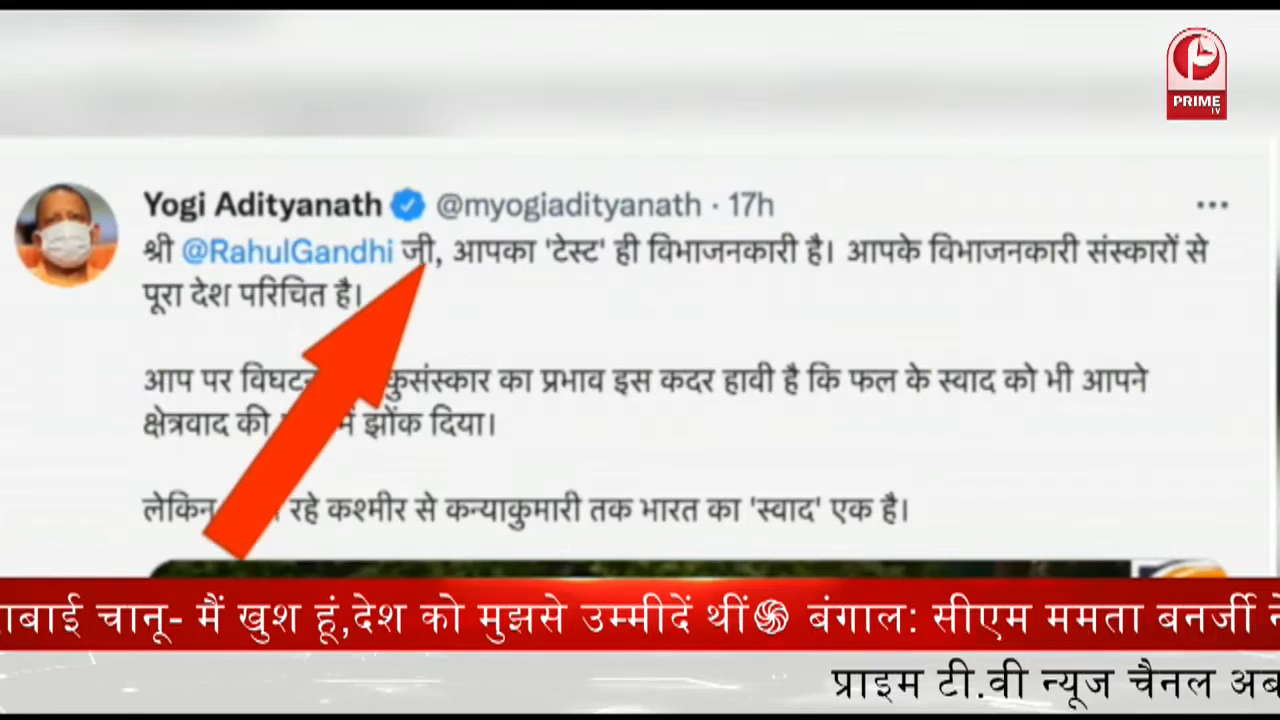 PRIME
TV
Yogi Adityanath @myogiadityanath · 17h
श्री @RahulGandhi जी, आपका 'टेस्ट' ही विभाजनकारी है। आपके विभाजनकारी संस्कारों से
पूरा देश परिचित है।
आप पर कुसंस्कार का प्रभाव इस कदर हावी है कि फल के स्वाद को भी आपने
क्षेत्रवाद की में झोंक दिया।
लेकिन रहे कश्मीर से कन्याकुमारी तक भारत का 'स्वाद' एक है।
चानू- मैं खुश हूं,देश को मुझसे उम्मीदें थीं बंगाल: सीएम ममता बनर्जी ने
प्राइम टी.वी न्यूज चैनल अब